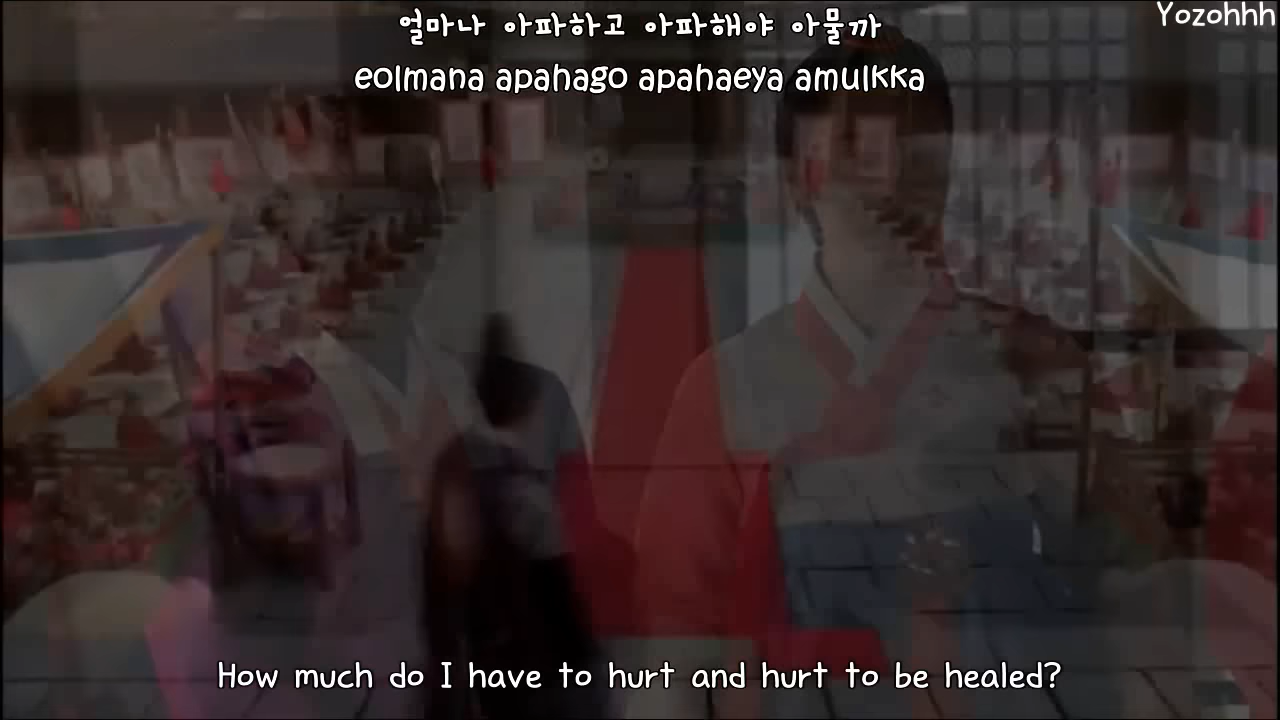 Yozohhh
얼마나 아파하고 아파해야 아물까
eolmana apahago apahaeya amulkka
How much do I have to hurt and hurt to be healed?